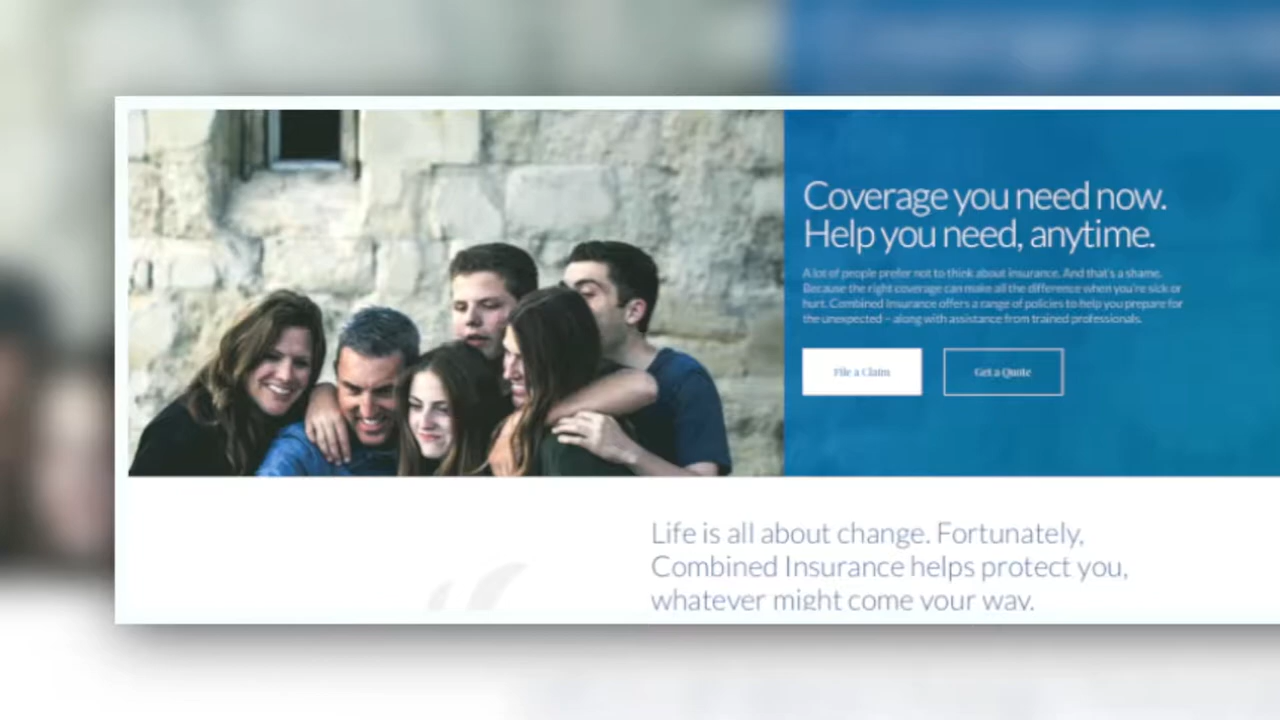 Coverage you need now.
Help you need, anytime.
A lot of people prefer not to think about insurance. And that's a shame.
Because the right coverage can make all the difference when you're sick or
hurt. Combined Insurance offers a range of policies to help you prepare for
the unexpected – along with assistance from trained professionals.
File a Claim
Get a Quote
Life is all about change. Fortunately,
Combined Insurance helps protect you,
whatever might come your way.